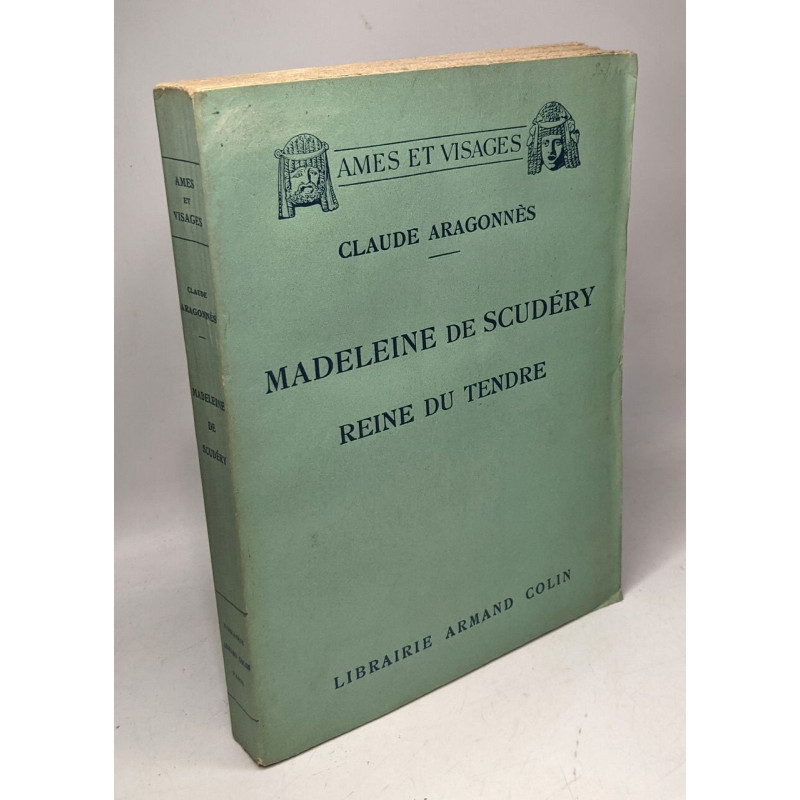 AMES ET VISAGES
CLAUDE ARAGONNÈS
MADELEINE DE SCUDÉRY
REINE DU TENDRE
LIBRAIRIE ARMAND COLIN
AMES
ET
VISAGES
CLAUDE
ARAGONNÈS
MADELEINE
DE
SCUDÉRY